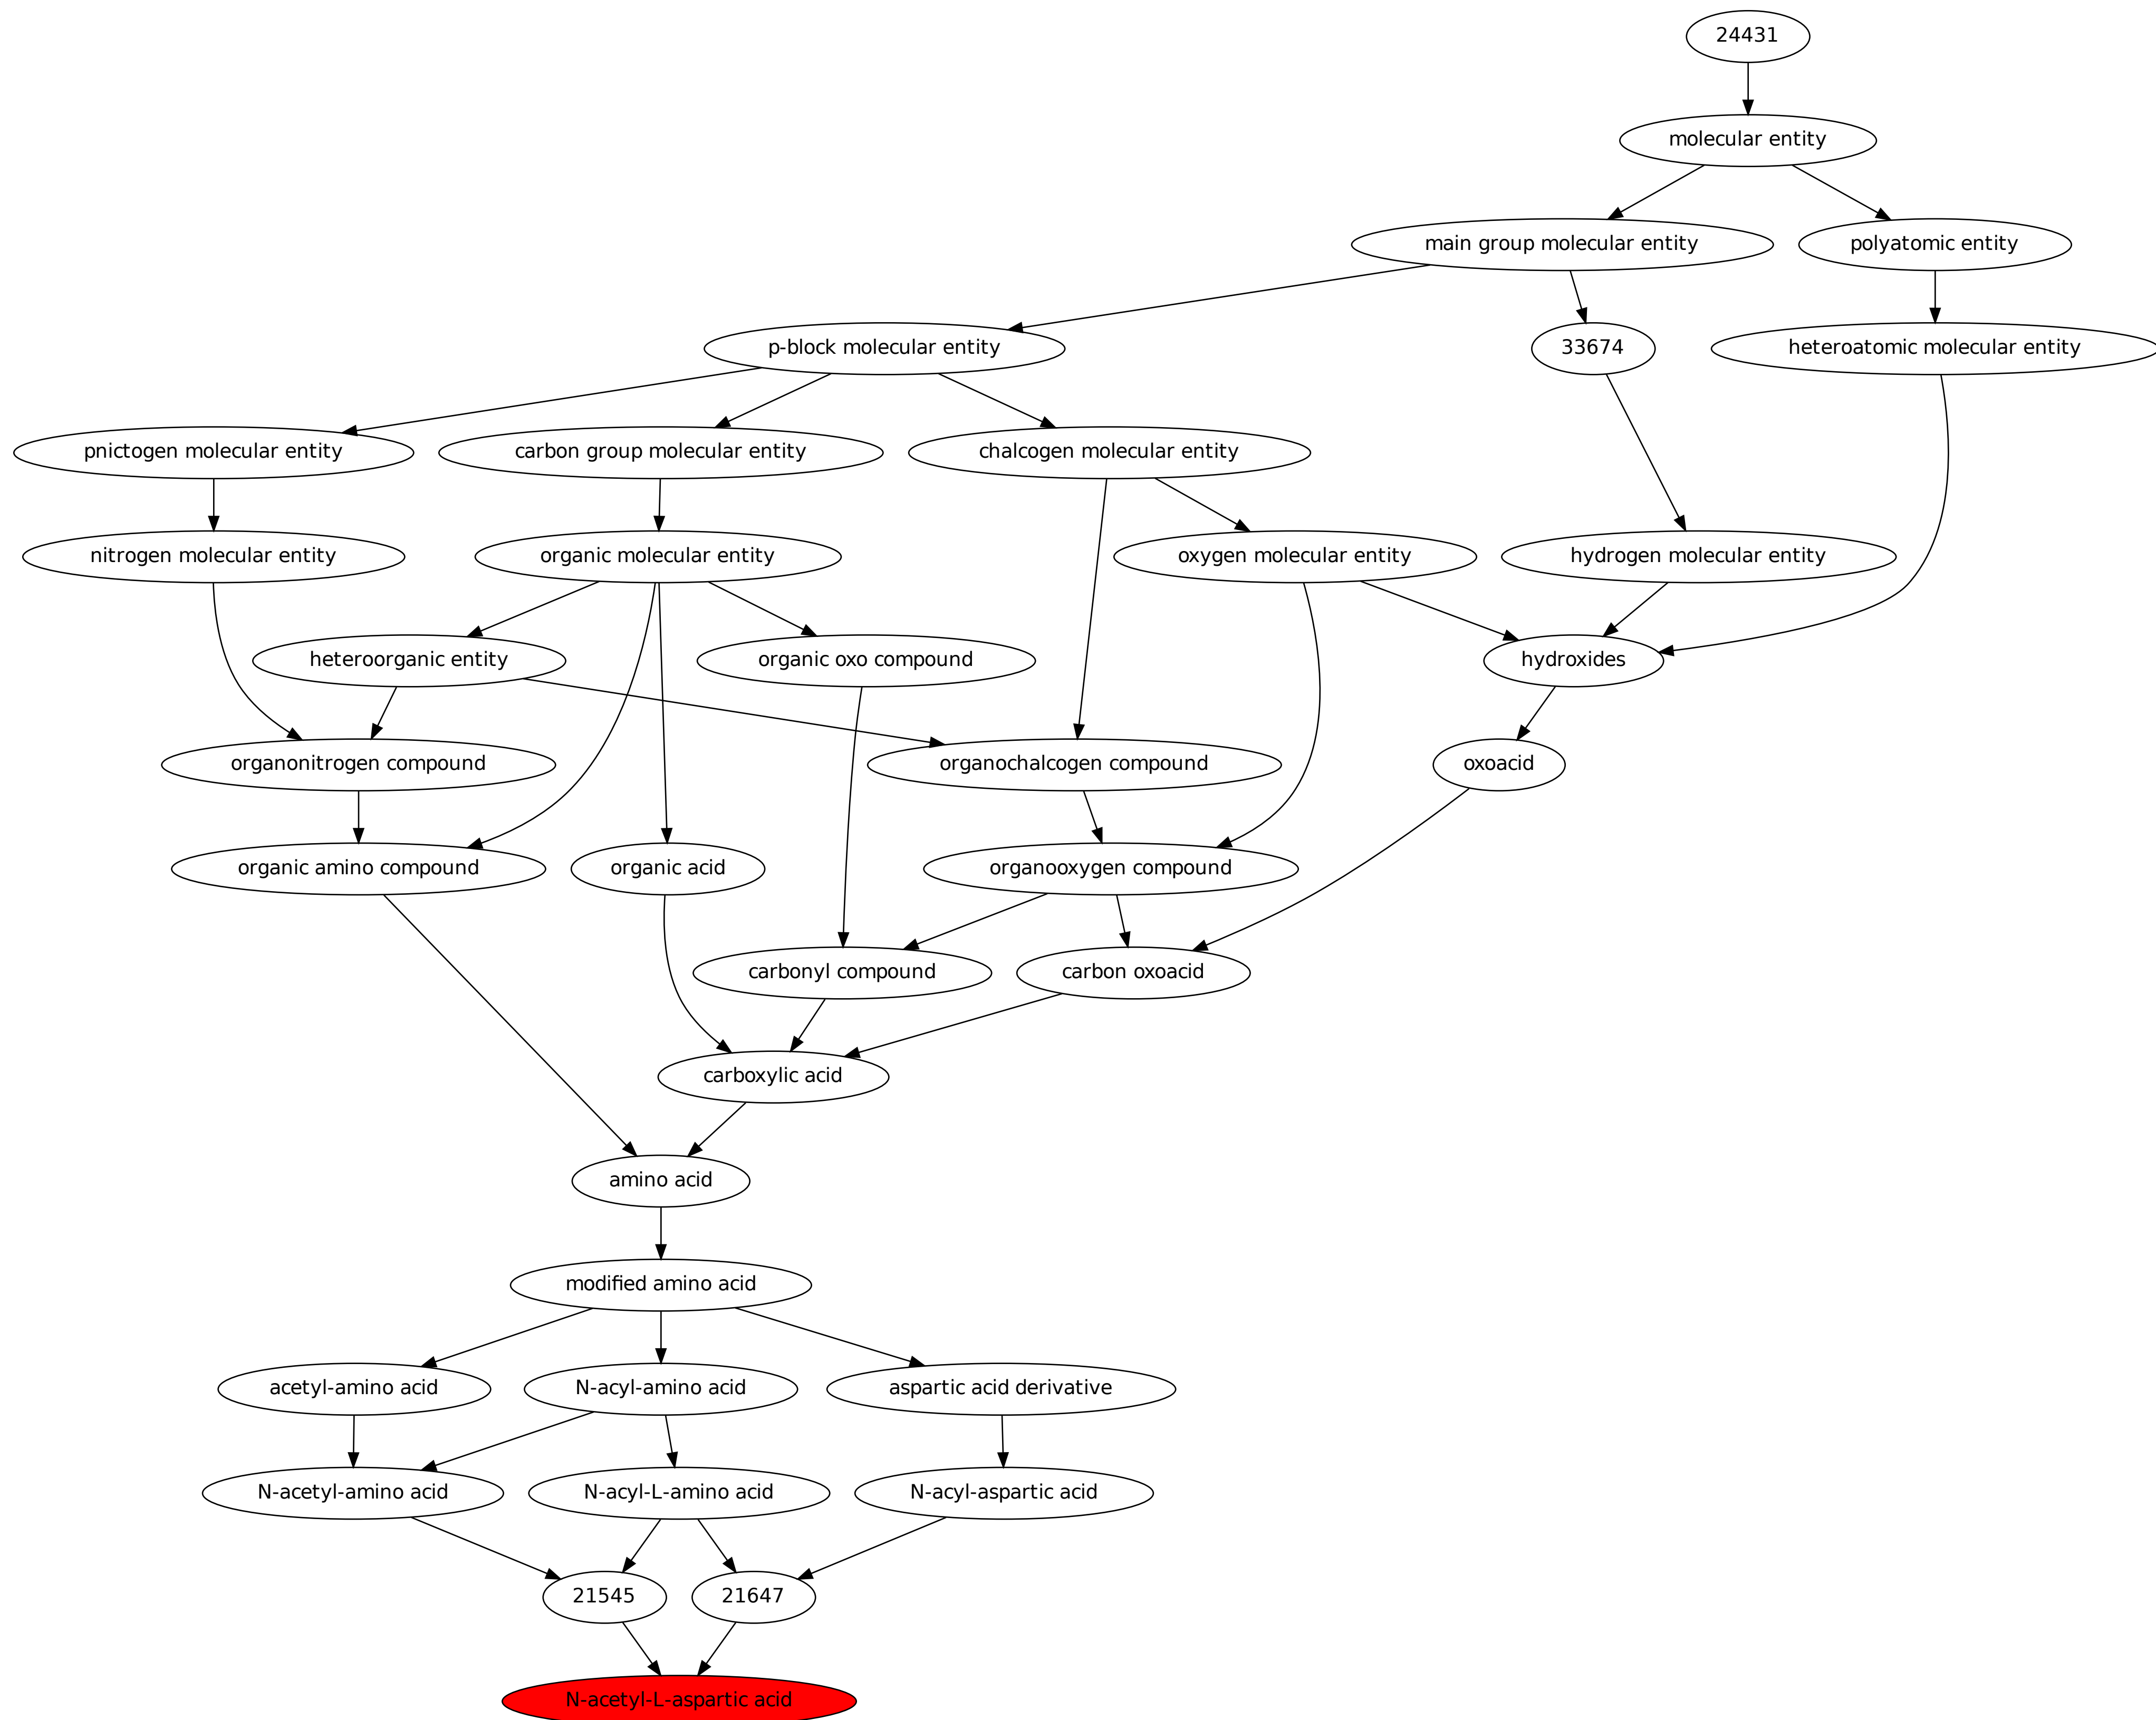 24431
molecular entity
main group molecular entity
polyatomic entity
p-block molecular entity
33674
heteroatomic molecular entity
pnictogen molecular entity
carbon group molecular entity
chalcogen molecular entity
nitrogen molecular entity
organic molecular entity
oxygen molecular entity
hydrogen molecular entity
heteroorganic entity
organic oxo compound
hydroxides
organonitrogen compound
organochalcogen compound
oxoacid
organic amino compound
organic acid
organooxygen compound
carbonyl compound
carbon oxoacid
carboxylic acid
amino acid
modified amino acid
acetyl-amino acid
N-acyl-amino acid
aspartic acid derivative
N-acetyl-amino acid
N-acyl-L-amino acid
N-acyl-aspartic acid
21545
21647
N-acetyl-L-aspartic acid